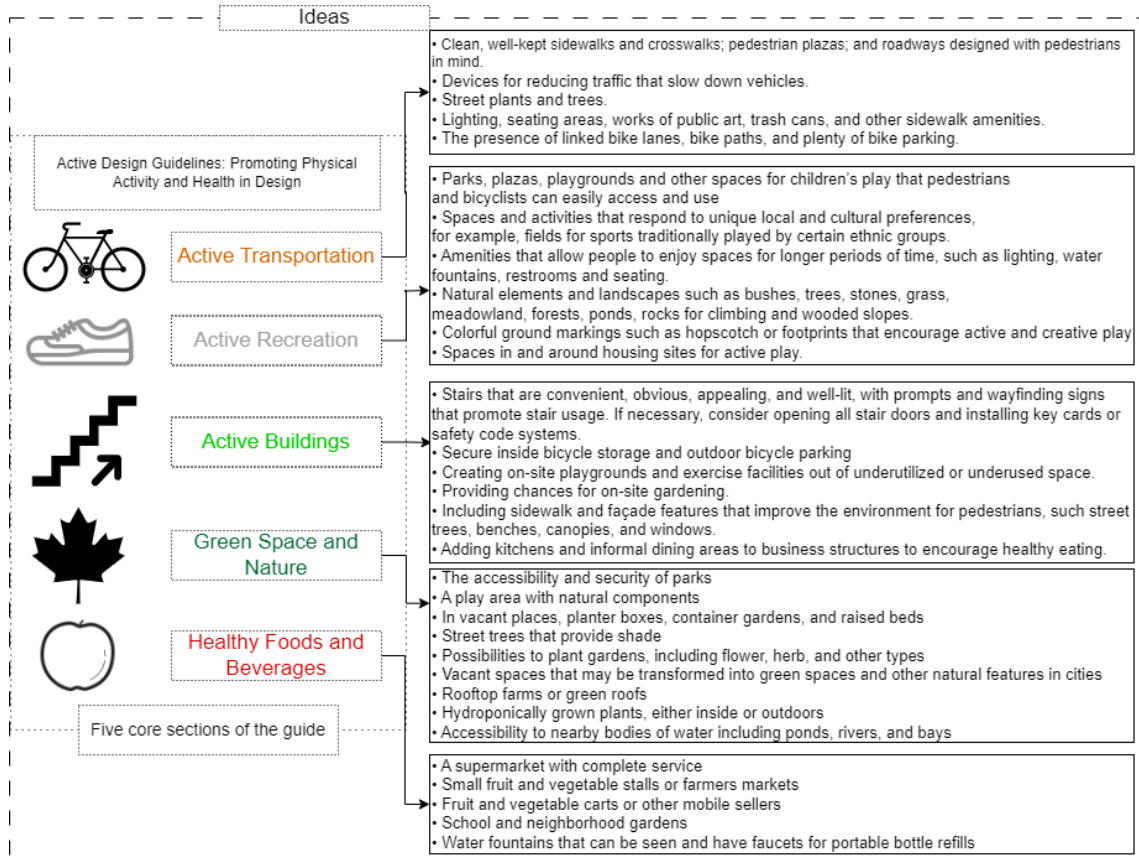 Ideas
• Clean, well-kept sidewalks and crosswalks; pedestrian plazas; and roadways designed with pedestrians
in mind.
• Devices for reducing traffic that slow down vehicles.
• Street plants and trees.
• Lighting, seating areas, works of public art, trash cans, and other sidewalk amenities.
• The presence of linked bike lanes, bike paths, and plenty of bike parking.
Active Design Guidelines: Promoting Physical
Activity and Health in Design
Active Transportation
• Parks, plazas, playgrounds and other spaces for children's play that pedestrians
and bicyclists can easily access and use
• Spaces and activities that respond to unique local and cultural preferences,
for example, fields for sports traditionally played by certain ethnic groups.
• Amenities that allow people to enjoy spaces for longer periods of time, such as lighting, water
fountains, restrooms and seating.
• Natural elements and landscapes such as bushes, trees, stones, grass,
meadowland, forests, ponds, rocks for climbing and wooded slopes.
• Colorful ground markings such as hopscotch or footprints that encourage active and creative play
• Spaces in and around housing sites for active play.
Active Recreation
• Stairs that are convenient, obvious, appealing, and well-lit, with prompts and wayfinding signs
that promote stair usage. If necessary, consider opening all stair doors and installing key cards or
safety code systems.
• Secure inside bicycle storage and outdoor bicycle parking
• Creating on-site playgrounds and exercise facilities out of underutilized or underused space.
• Providing chances for on-site gardening.
• Including sidewalk and façade features that improve the environment for pedestrians, such street
trees, benches, canopies, and windows.
• Adding kitchens and informal dining areas to business structures to encourage healthy eating.
Active Buildings
Green Space and
Nature
• The accessibility and security of parks
• A play area with natural components
• In vacant places, planter boxes, container gardens, and raised beds
• Street trees that provide shade
• Possibilities to plant gardens, including flower, herb, and other types
• Vacant spaces that may be transformed into green spaces and other natural features in cities
• Rooftop farms or green roofs
• Hydroponically grown plants, either inside or outdoors
• Accessibility to nearby bodies of water including ponds, rivers, and bays
Healthy Foods and
Beverages
Five core sections of the guide
• A supermarket with complete service
• Small fruit and vegetable stalls or farmers markets
• Fruit and vegetable carts or other mobile sellers
• School and neighborhood gardens
• Water fountains that can be seen and have faucets for portable bottle refills